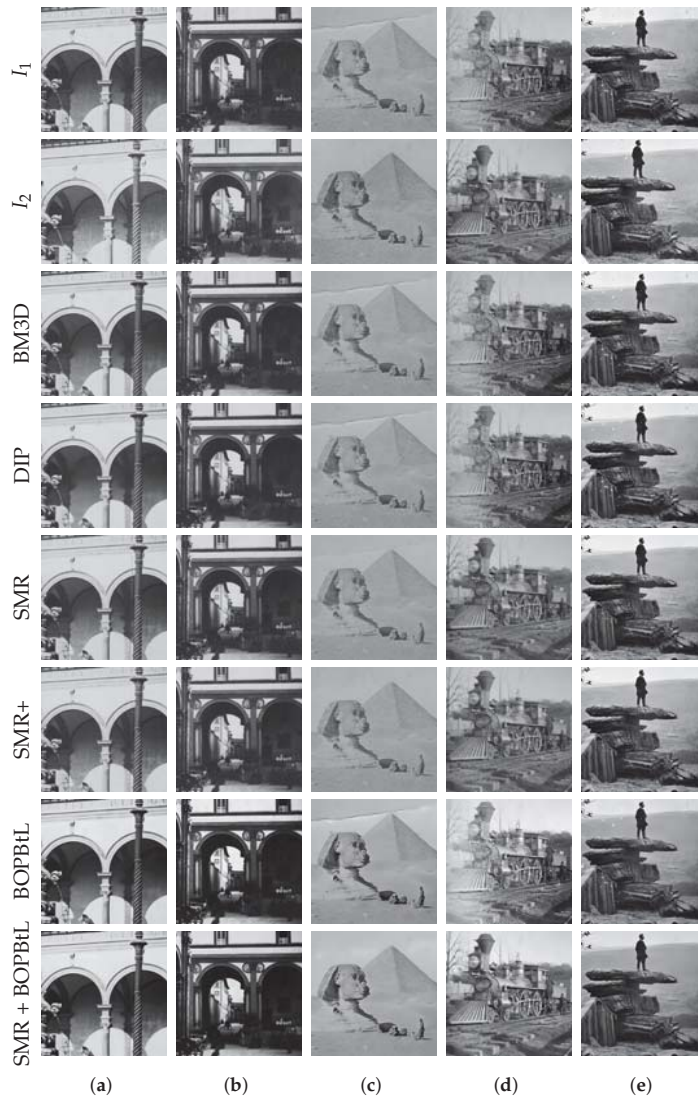 I1
I2
BM3D
DIP
SMR
SMR+
BOPBtL
SMR + BOPBtL
(a) (b) (c) (d) (e)